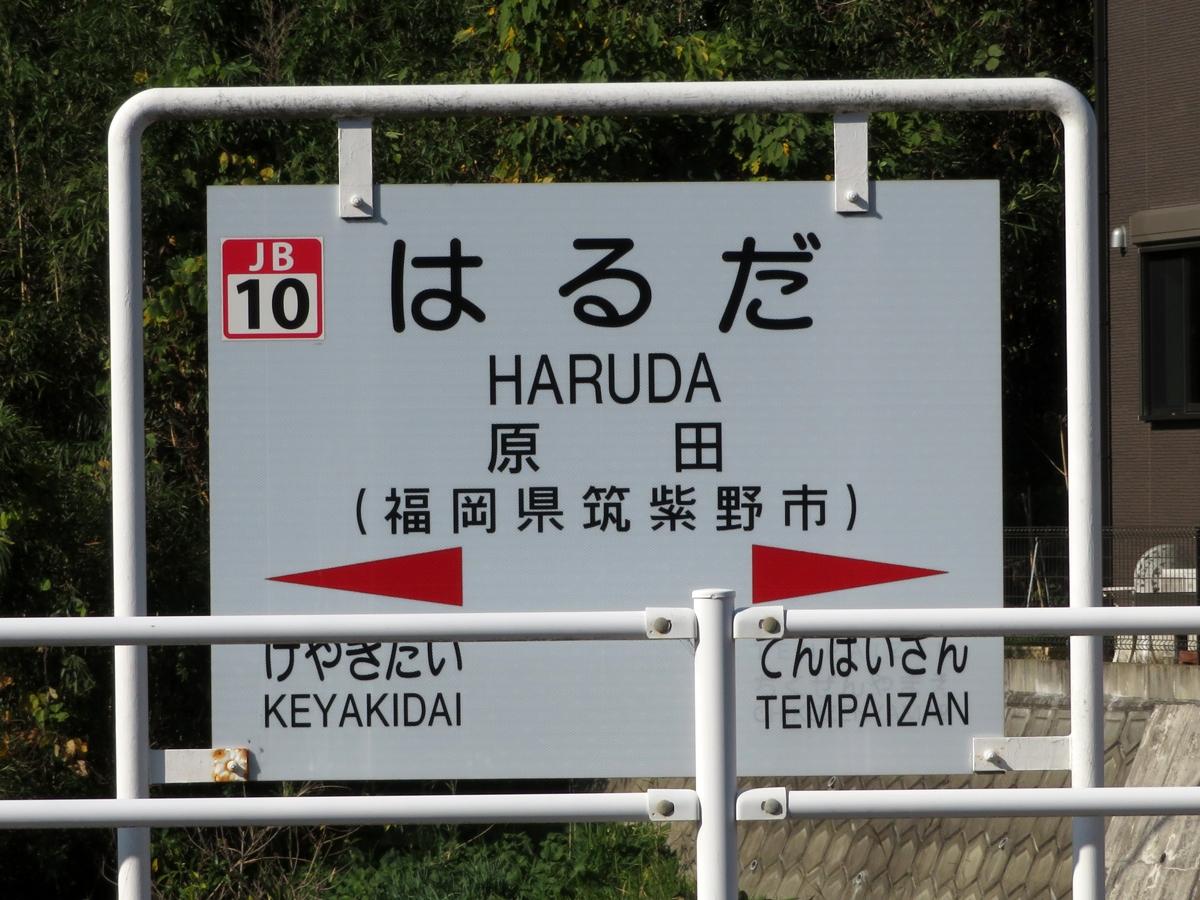 JB
10
はるだ
HARUDA
原田
(福岡県筑紫野市)
けやきだい
てんぱいざん
KEYAKIDAI
TEMPAIZAN